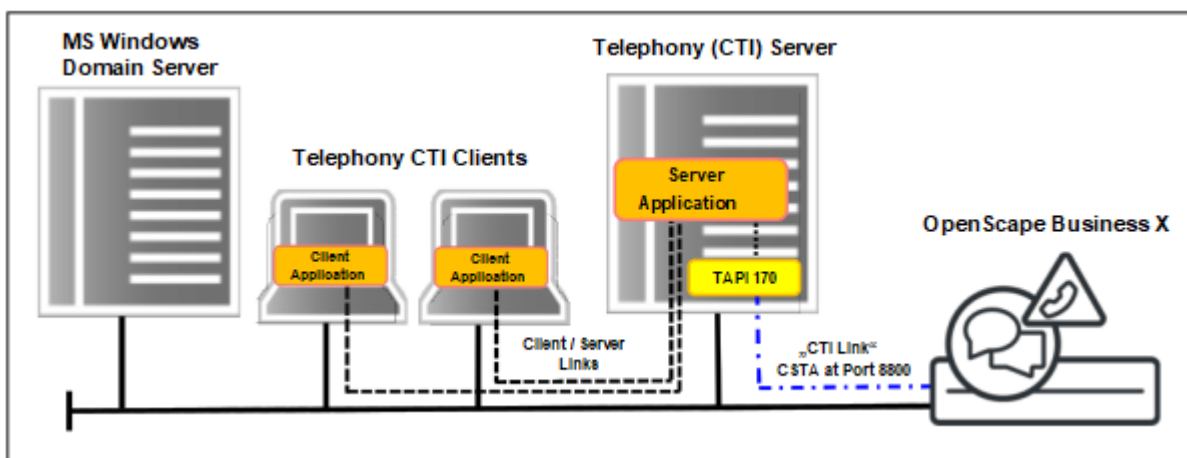 MS Windows
Domain Server
Telephony (CTI) Server
Telephony CTI Clients
Server
Application
OpenScape Business X
Client
Application
Client
Application
TAPI 170
Client / Server
Links
„CTI Link“
CSTA at Port 8800